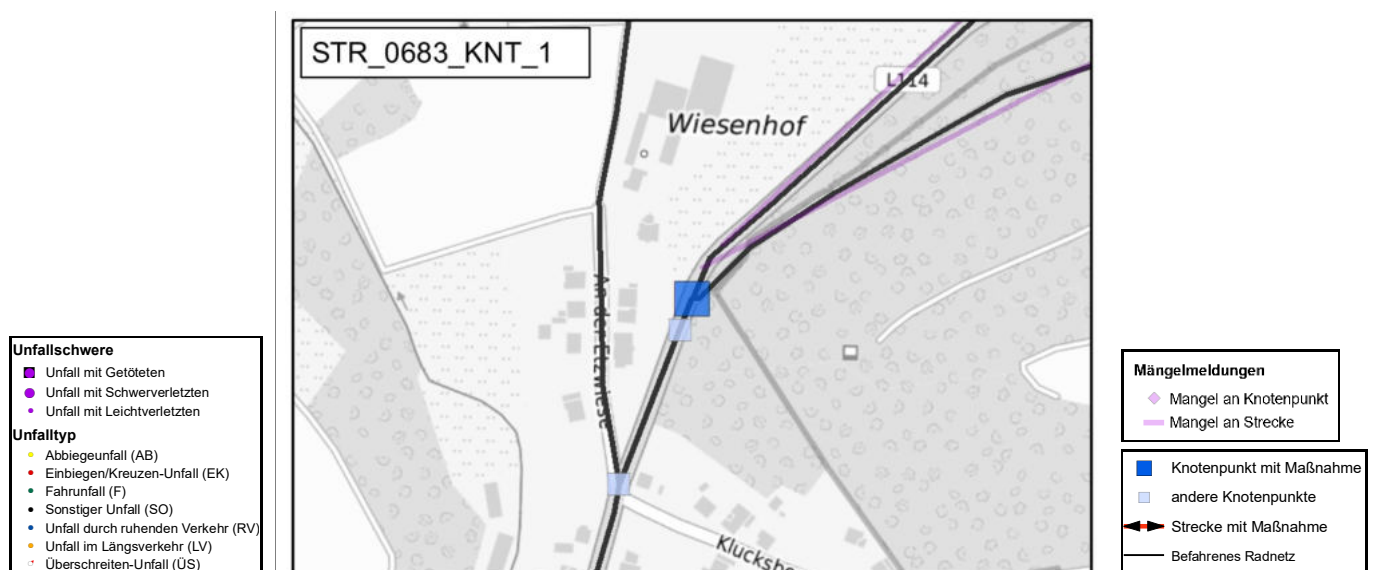 STR_0683_KNT_1
L114
Wiesenhof
An der Etzwiese
Unfallschwere
Unfall mit Getöteten
Unfall mit Schwerverletzten
Unfall mit Leichtverletzten
Unfalltyp
Abbiegeunfall (AB)
Einbiegen/Kreuzen-Unfall (EK)
Fahrunfall (F)
Sonstiger Unfall (SO)
Unfall durch ruhenden Verkehr (RV)
Unfall im Längsverkehr (LV)
Überschreiten-Unfall (ÜS)
Mängelmeldungen
Mangel an Knotenpunkt
Mangel an Strecke
Knotenpunkt mit Maßnahme
andere Knotenpunkte
Strecke mit Maßnahme
Befahrenes Radnetz